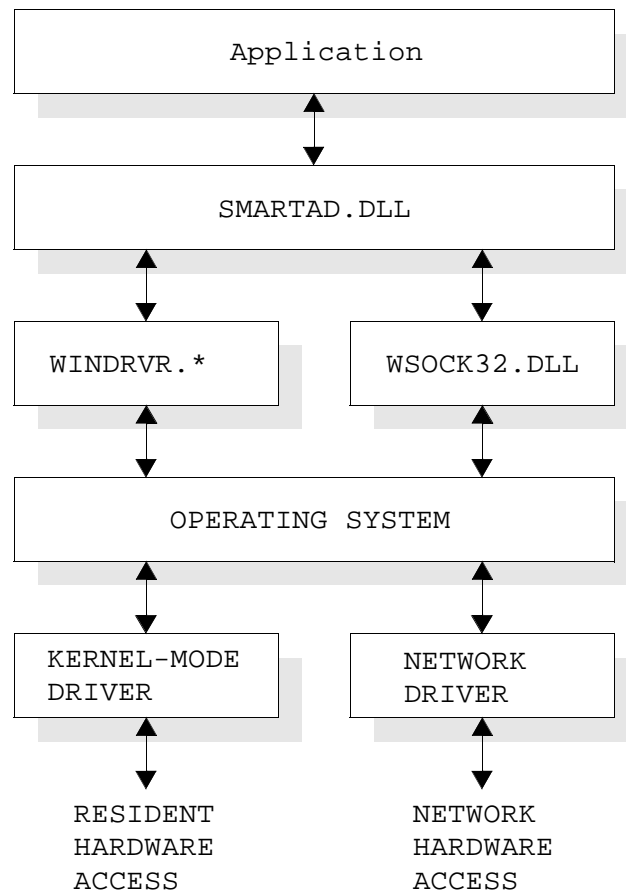 Application
SMARTAD.DLL
WINDRVR.*
WSOCK32.DLL
OPERATING SYSTEM
KERNEL-MODE
DRIVER
NETWORK
DRIVER
RESIDENT
HARDWARE
ACCESS
NETWORK
HARDWARE
ACCESS